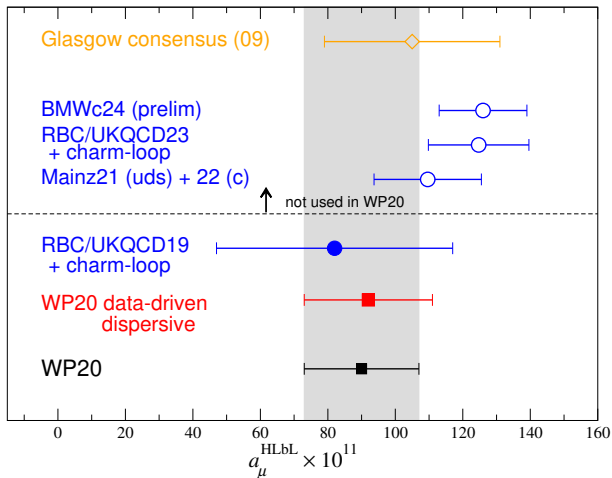 Glasgow consensus (09)
BMWc24 (prelim)
RBC/UKQCD23
+ charm-loop
Mainz21 (uds) + 22 (c)
not used in WP20
RBC/UKQCD19
+ charm-loop
WP20 data-driven
dispersive
WP20
0 20 40 60 80 100 120 140 160
a_μ^HLbL × 10^11